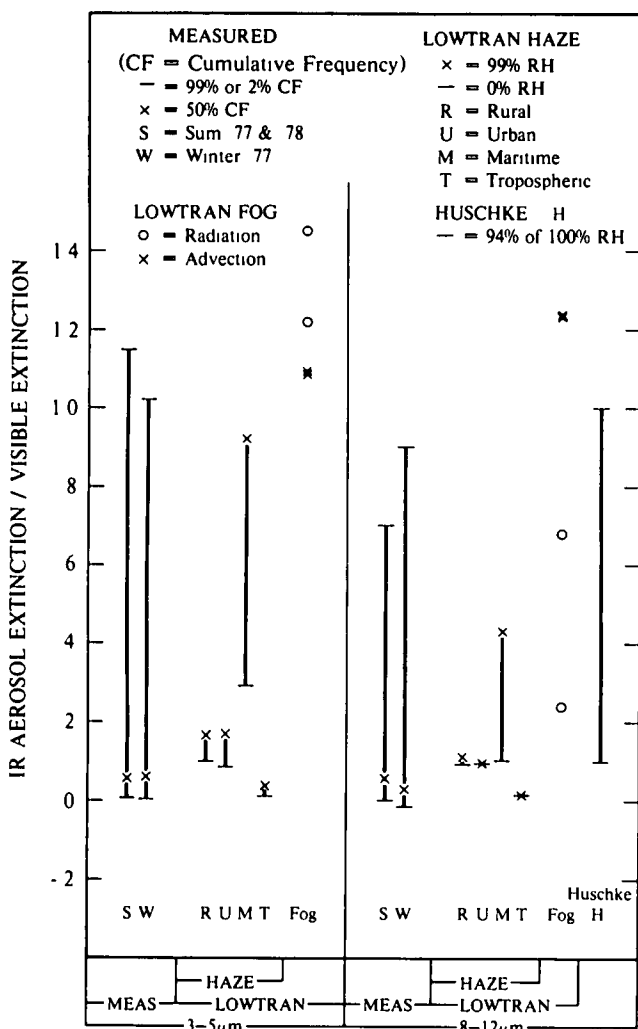 MEASURED
(CF = Cumulative Frequency)
— = 99% or 2% CF
× = 50% CF
S = Sum 77 & 78
W = Winter 77
LOWTRAN FOG
○ = Radiation
× = Advection
LOWTRAN HAZE
× = 99% RH
— = 0% RH
R = Rural
U = Urban
M = Maritime
T = Tropospheric
HUSCHKE H
— = 94% of 100% RH
IR AEROSOL EXTINCTION / VISIBLE EXTINCTION
14
12
10
8
6
4
2
0
-2
S W R U M T Fog
S W R U M T Fog Huschke H
HAZE
MEAS LOWTRAN
3-5μm
HAZE
MEAS LOWTRAN
8-12μm